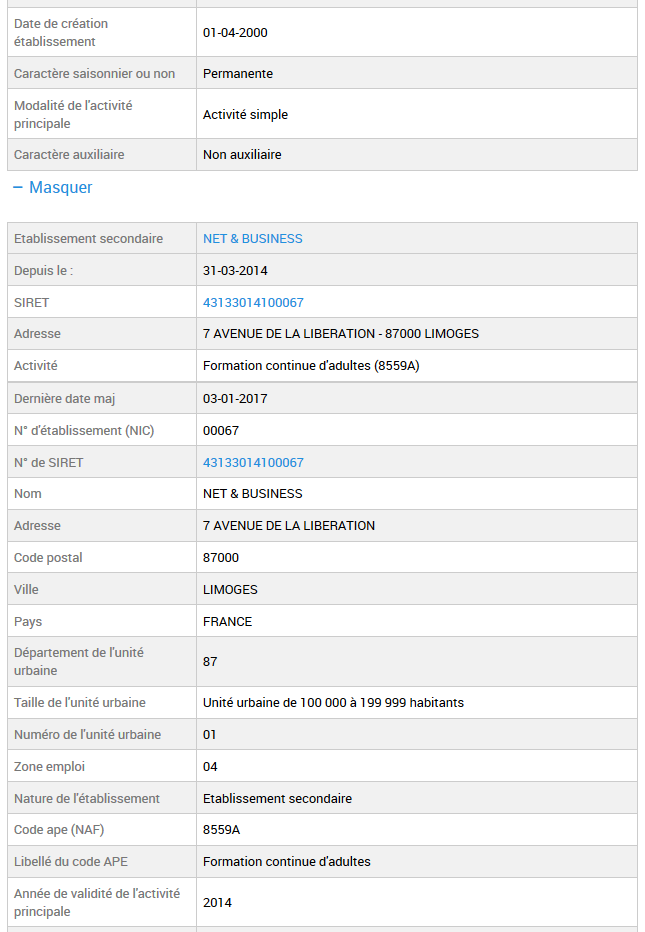 Date de création
établissement
01-04-2000
Caractère saisonnier ou non
Permanente
Modalité de l'activité
principale
Activité simple
Caractère auxiliaire
Non auxiliaire
− Masquer
Etablissement secondaire
NET & BUSINESS
Depuis le :
31-03-2014
SIRET
43133014100067
Adresse
7 AVENUE DE LA LIBERATION - 87000 LIMOGES
Activité
Formation continue d'adultes (8559A)
Dernière date maj
03-01-2017
N° d'établissement (NIC)
00067
N° de SIRET
43133014100067
Nom
NET & BUSINESS
Adresse
7 AVENUE DE LA LIBERATION
Code postal
87000
Ville
LIMOGES
Pays
FRANCE
Département de l'unité
urbaine
87
Taille de l'unité urbaine
Unité urbaine de 100 000 à 199 999 habitants
Numéro de l'unité urbaine
01
Zone emploi
04
Nature de l'établissement
Etablissement secondaire
Code ape (NAF)
8559A
Libellé du code APE
Formation continue d'adultes
Année de validité de l'activité
principale
2014